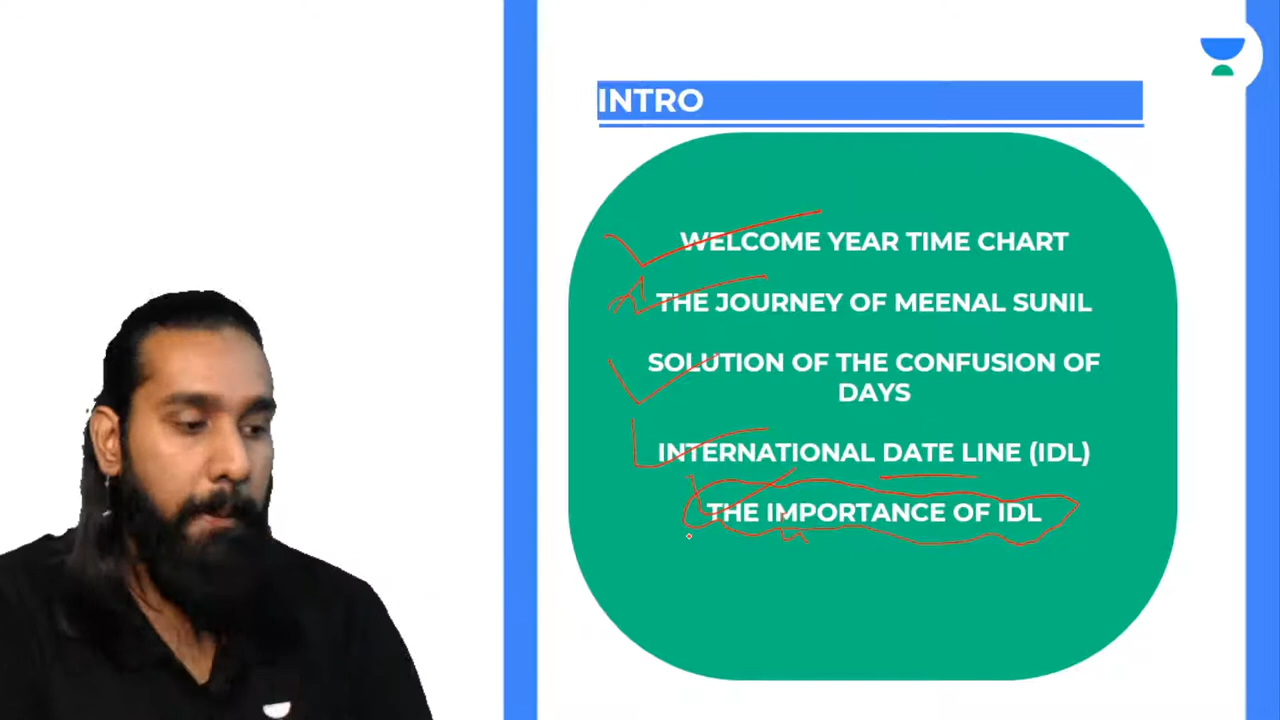 INTRO
WELCOME YEAR TIME CHART
THE JOURNEY OF MEENAL SUNIL
SOLUTION OF THE CONFUSION OF
DAYS
INTERNATIONAL DATE LINE (IDL)
THE IMPORTANCE OF IDL